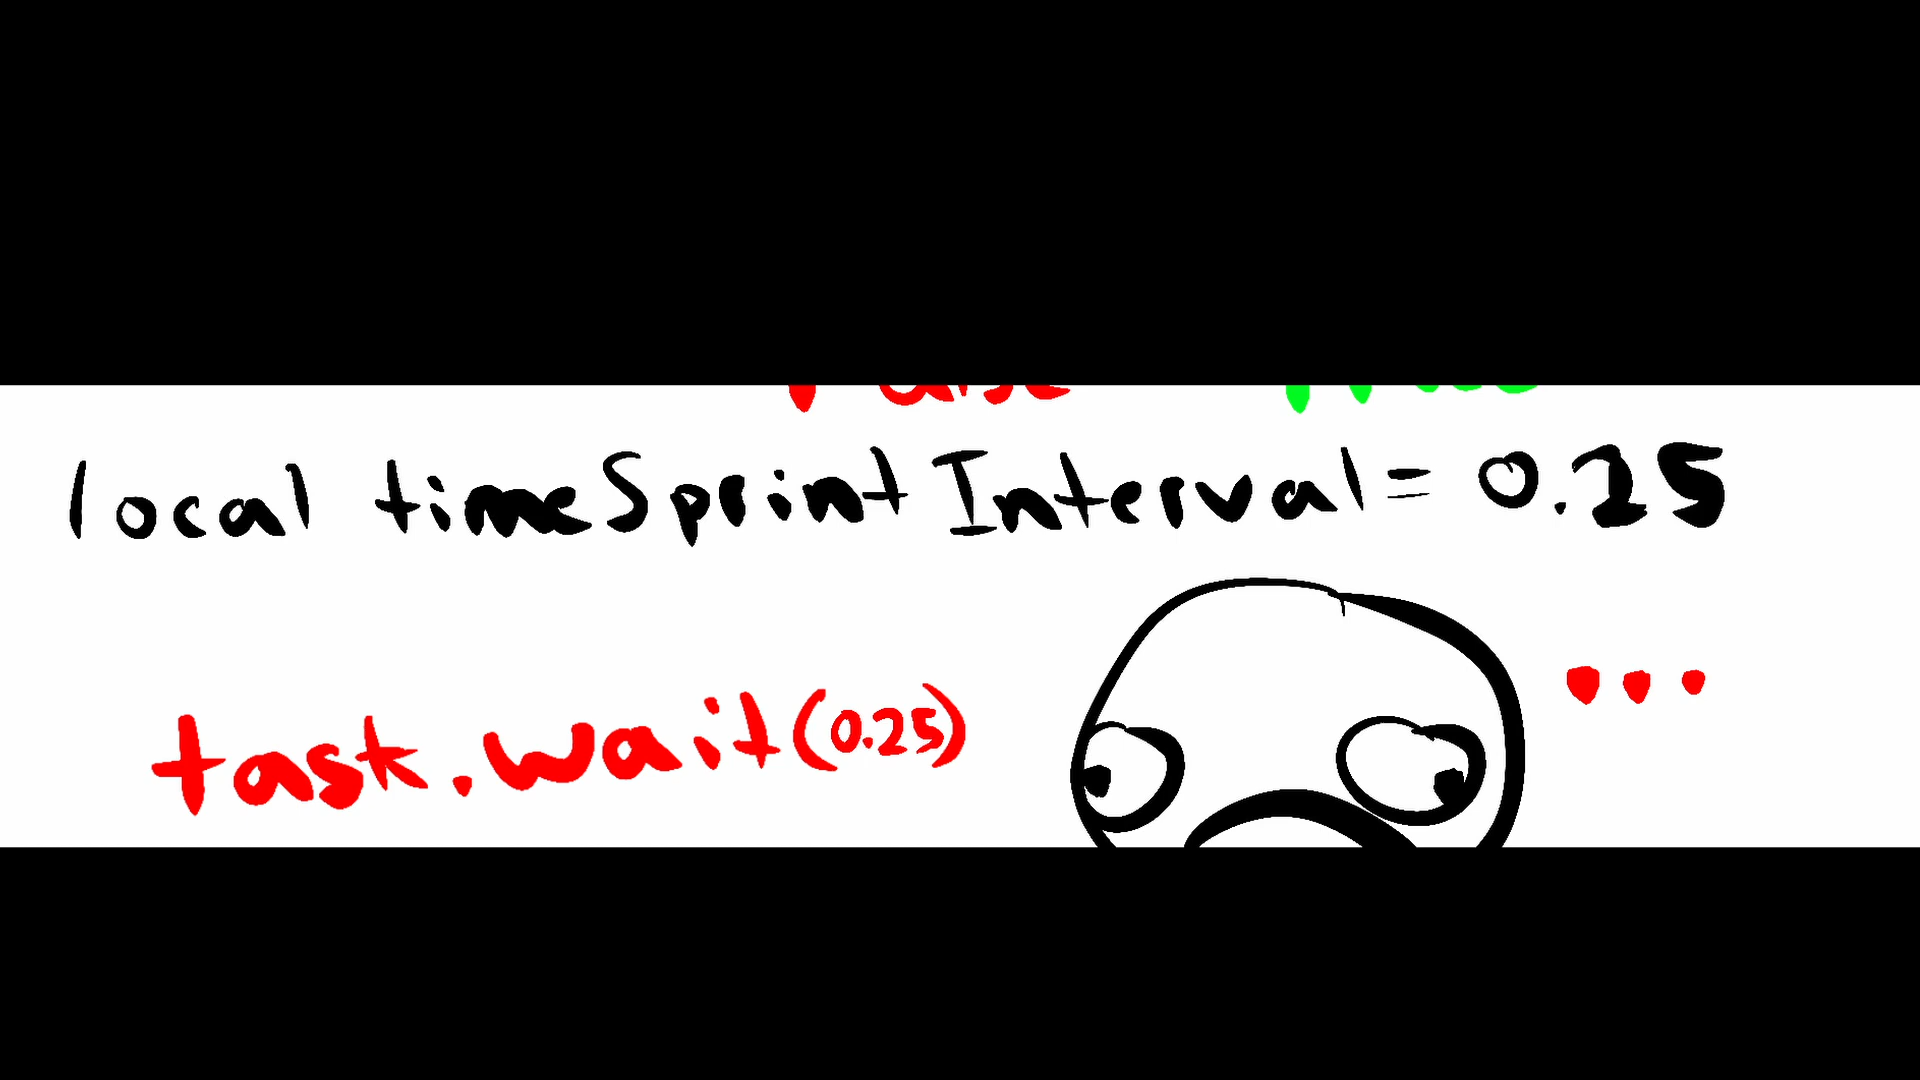 local timeSprintInterval = 0.25
task.wait(0.25)
...